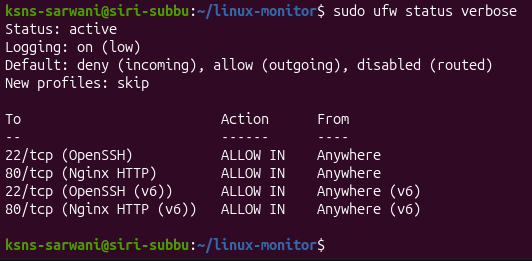 ksns-sarwani@siri-subbu:~/linux-monitor$ sudo ufw status verbose
Status: active
Logging: on (low)
Default: deny (incoming), allow (outgoing), disabled (routed)
New profiles: skip

To                         Action      From
--                         ------      ----
22/tcp (OpenSSH)           ALLOW IN    Anywhere
80/tcp (Nginx HTTP)        ALLOW IN    Anywhere
22/tcp (OpenSSH (v6))      ALLOW IN    Anywhere (v6)
80/tcp (Nginx HTTP (v6))   ALLOW IN    Anywhere (v6)

ksns-sarwani@siri-subbu:~/linux-monitor$